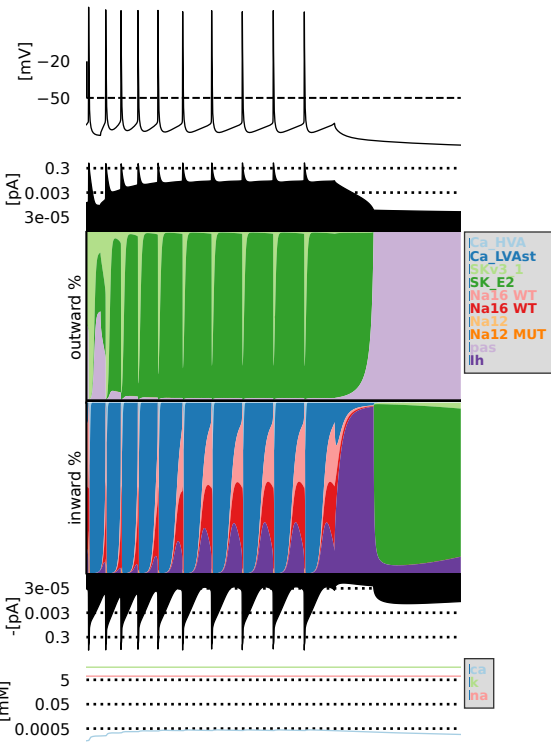 [mV]
−20
−50
[pA]
0.3
0.003
3e-05
outward %
Ca_HVA
Ca_LVAst
SKv3_1
SK_E2
Na16 WT
Na16 WT
Na12
Na12 MUT
pas
Ih
inward %
-[pA]
3e-05
0.003
0.3
[mM]
5
0.05
0.0005
ca
k
na